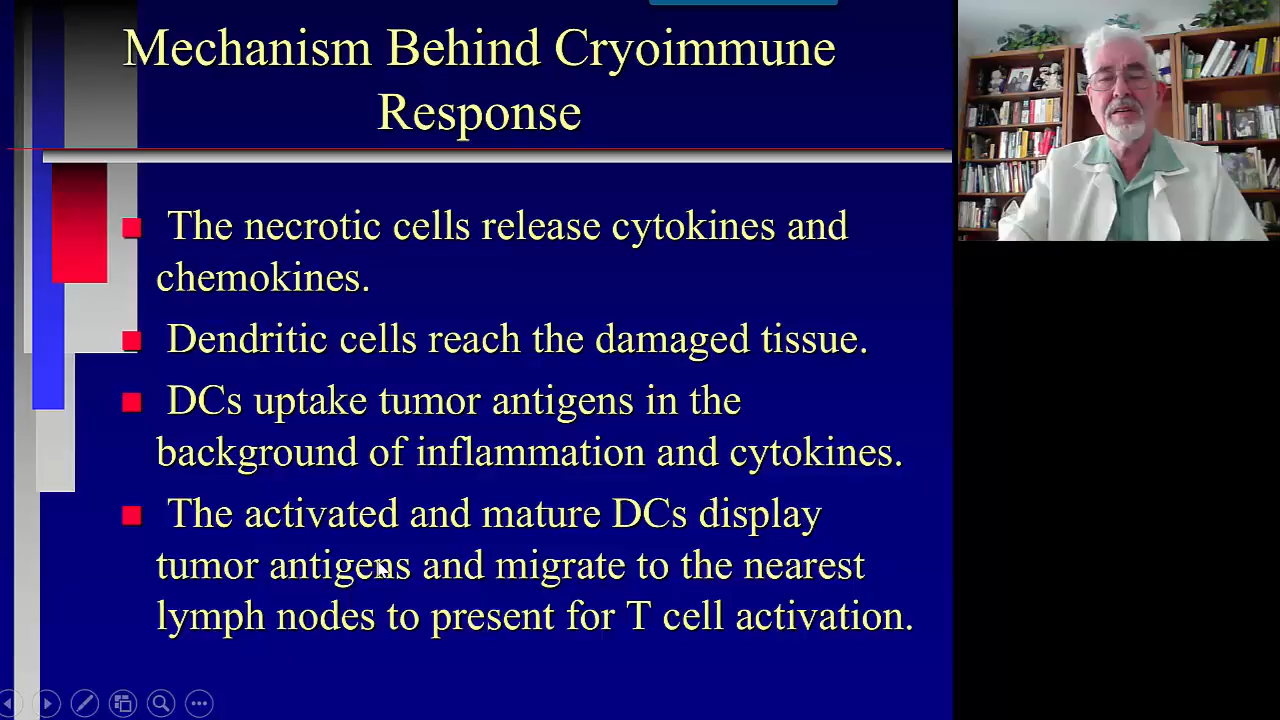 Mechanism Behind Cryoimmune
Response
The necrotic cells release cytokines and
chemokines.
Dendritic cells reach the damaged tissue.
DCs uptake tumor antigens in the
background of inflammation and cytokines.
The activated and mature DCs display
tumor antigens and migrate to the nearest
lymph nodes to present for T cell activation.